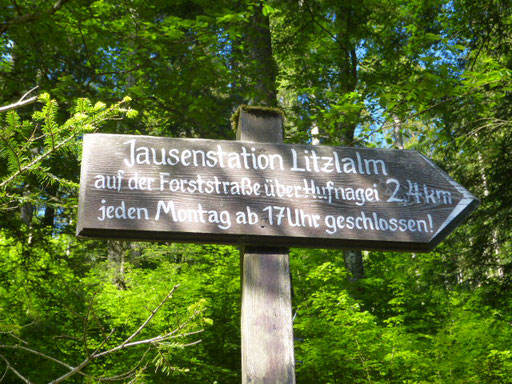 Jausenstation Litzlalm
auf der Forststraße über Hufnagel 2,4 km
jeden Montag ab 17 Uhr geschlossen!